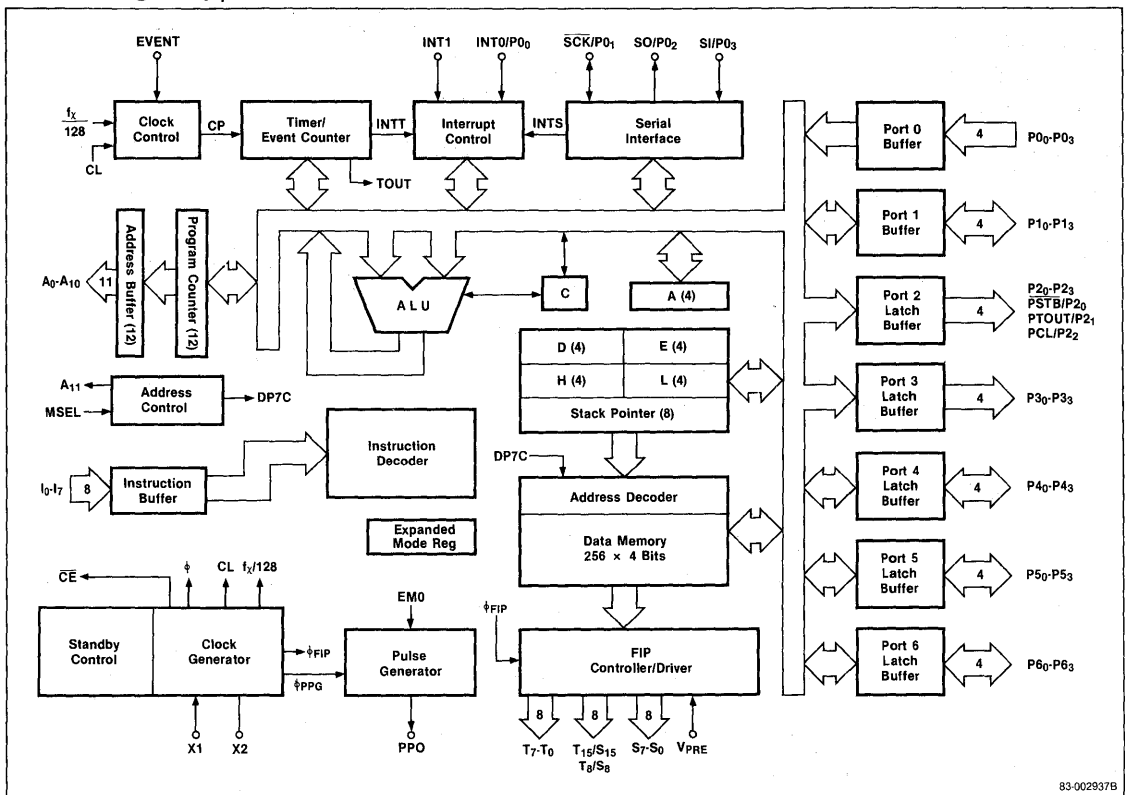 EVENT
INT1
INT0/P0₀
SCK/P0₁
SO/P0₂
SI/P0₃
fχ
128
CL
Clock
Control
CP
Timer/
Event Counter
INTT
Interrupt
Control
INTS
Serial
Interface
TOUT
Port 0
Buffer
4
P0₀-P0₃
Port 1
Buffer
4
P1₀-P1₃
Port 2
Latch
Buffer
4
P2₀-P2₃
PSTB/P2₀
PTOUT/P2₁
PCL/P2₂
Port 3
Latch
Buffer
4
P3₀-P3₃
Port 4
Latch
Buffer
4
P4₀-P4₃
Port 5
Latch
Buffer
4
P5₀-P5₃
Port 6
Latch
Buffer
4
P6₀-P6₃
A₀-A₁₀
11
Address Buffer (12)
Program Counter (12)
ALU
C
A (4)
D (4)
E (4)
H (4)
L (4)
Stack Pointer (8)
A₁₁
MSEL
Address
Control
DP7C
I₀-I₇
8
Instruction
Buffer
Instruction
Decoder
DP7C
Address Decoder
Data Memory
256 × 4 Bits
Expanded
Mode Reg
CE
ϕ
CL
fχ/128
Standby
Control
Clock
Generator
ϕFIP
ϕPPG
X1
X2
EM0
Pulse
Generator
PPO
ϕFIP
FIP
Controller/Driver
8
8
8
T₇-T₀
T₁₅/S₁₅
T₈/S₈
S₇-S₀
VPRE
83-002937B